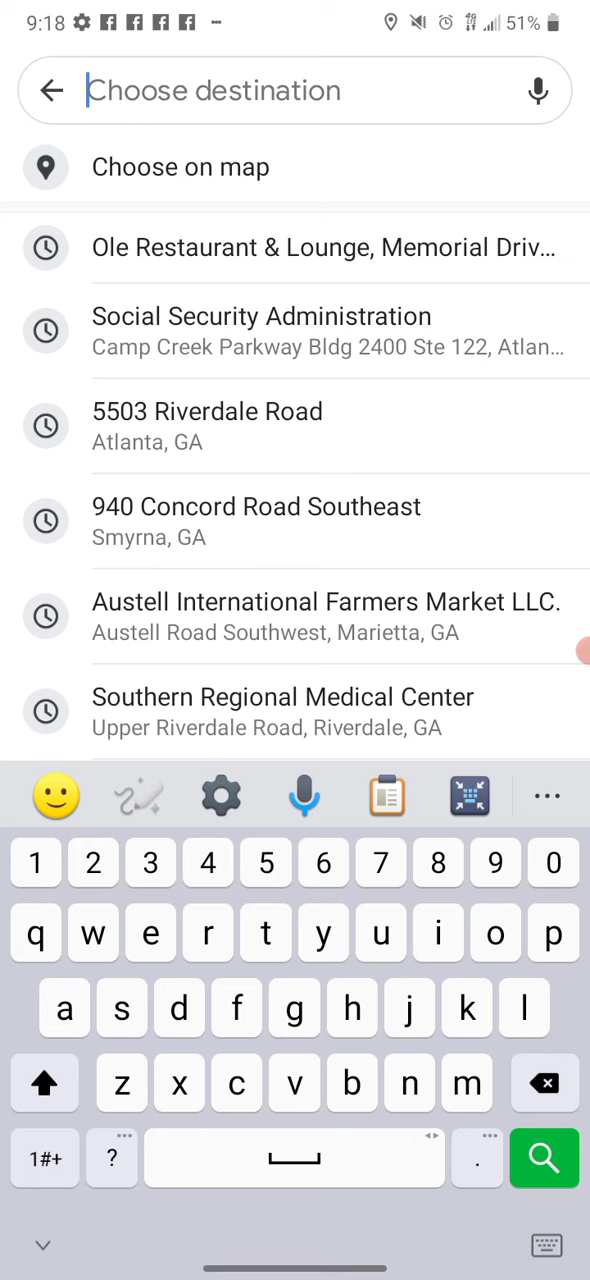 9:18 51%
Choose destination
Choose on map
Ole Restaurant & Lounge, Memorial Driv...
Social Security Administration
Camp Creek Parkway Bldg 2400 Ste 122, Atlan...
5503 Riverdale Road
Atlanta, GA
940 Concord Road Southeast
Smyrna, GA
Austell International Farmers Market LLC.
Austell Road Southwest, Marietta, GA
Southern Regional Medical Center
Upper Riverdale Road, Riverdale, GA
1 2 3 4 5 6 7 8 9 0
q w e r t y u i o p
a s d f g h j k l
z x c v b n m
1#+ ? .